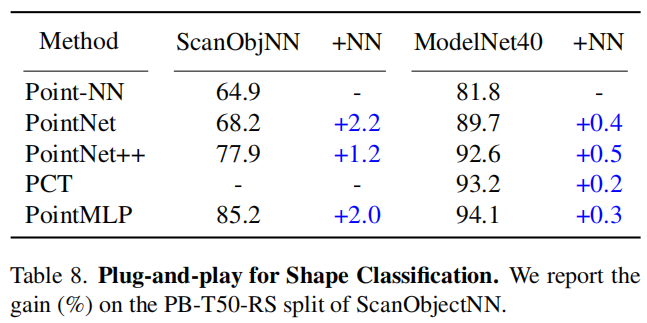 Method ScanObjNN +NN ModelNet40 +NN
Point-NN 64.9 - 81.8 -
PointNet 68.2 +2.2 89.7 +0.4
PointNet++ 77.9 +1.2 92.6 +0.5
PCT - - 93.2 +0.2
PointMLP 85.2 +2.0 94.1 +0.3
Table 8. Plug-and-play for Shape Classification. We report the
gain (%) on the PB-T50-RS split of ScanObjectNN.